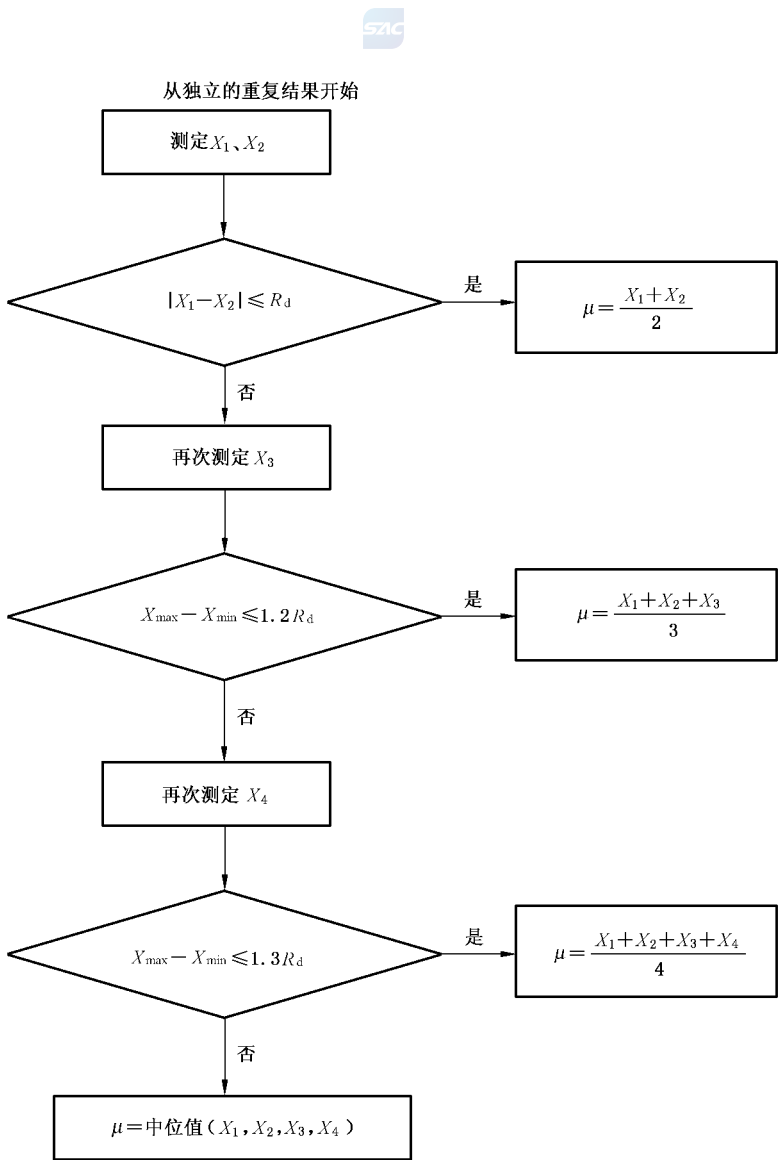 SAC
从独立的重复结果开始
测定X₁、X₂
|X₁−X₂|≤R_d
是
μ=(X₁+X₂)/2
否
再次测定 X₃
X_max−X_min≤1.2R_d
是
μ=(X₁+X₂+X₃)/3
否
再次测定 X₄
X_max−X_min≤1.3R_d
是
μ=(X₁+X₂+X₃+X₄)/4
否
μ=中位值(X₁,X₂,X₃,X₄)